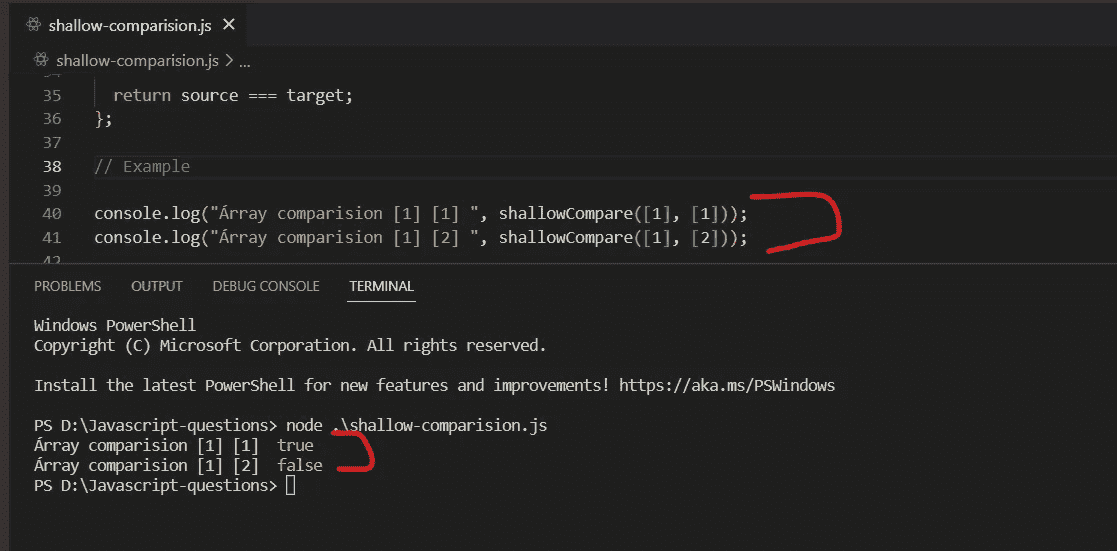 shallow-comparision.js ×
shallow-comparision.js > ...
35 return source === target;
36 };
37
38 // Example
39
40 console.log("Árray comparision [1] [1] ", shallowCompare([1], [1]));
41 console.log("Árray comparision [1] [2] ", shallowCompare([1], [2]));
42
PROBLEMS OUTPUT DEBUG CONSOLE TERMINAL
Windows PowerShell
Copyright (C) Microsoft Corporation. All rights reserved.
Install the latest PowerShell for new features and improvements! https://aka.ms/PSWindows
PS D:\Javascript-questions> node .\shallow-comparision.js
Árray comparision [1] [1]  true
Árray comparision [1] [2]  false
PS D:\Javascript-questions>